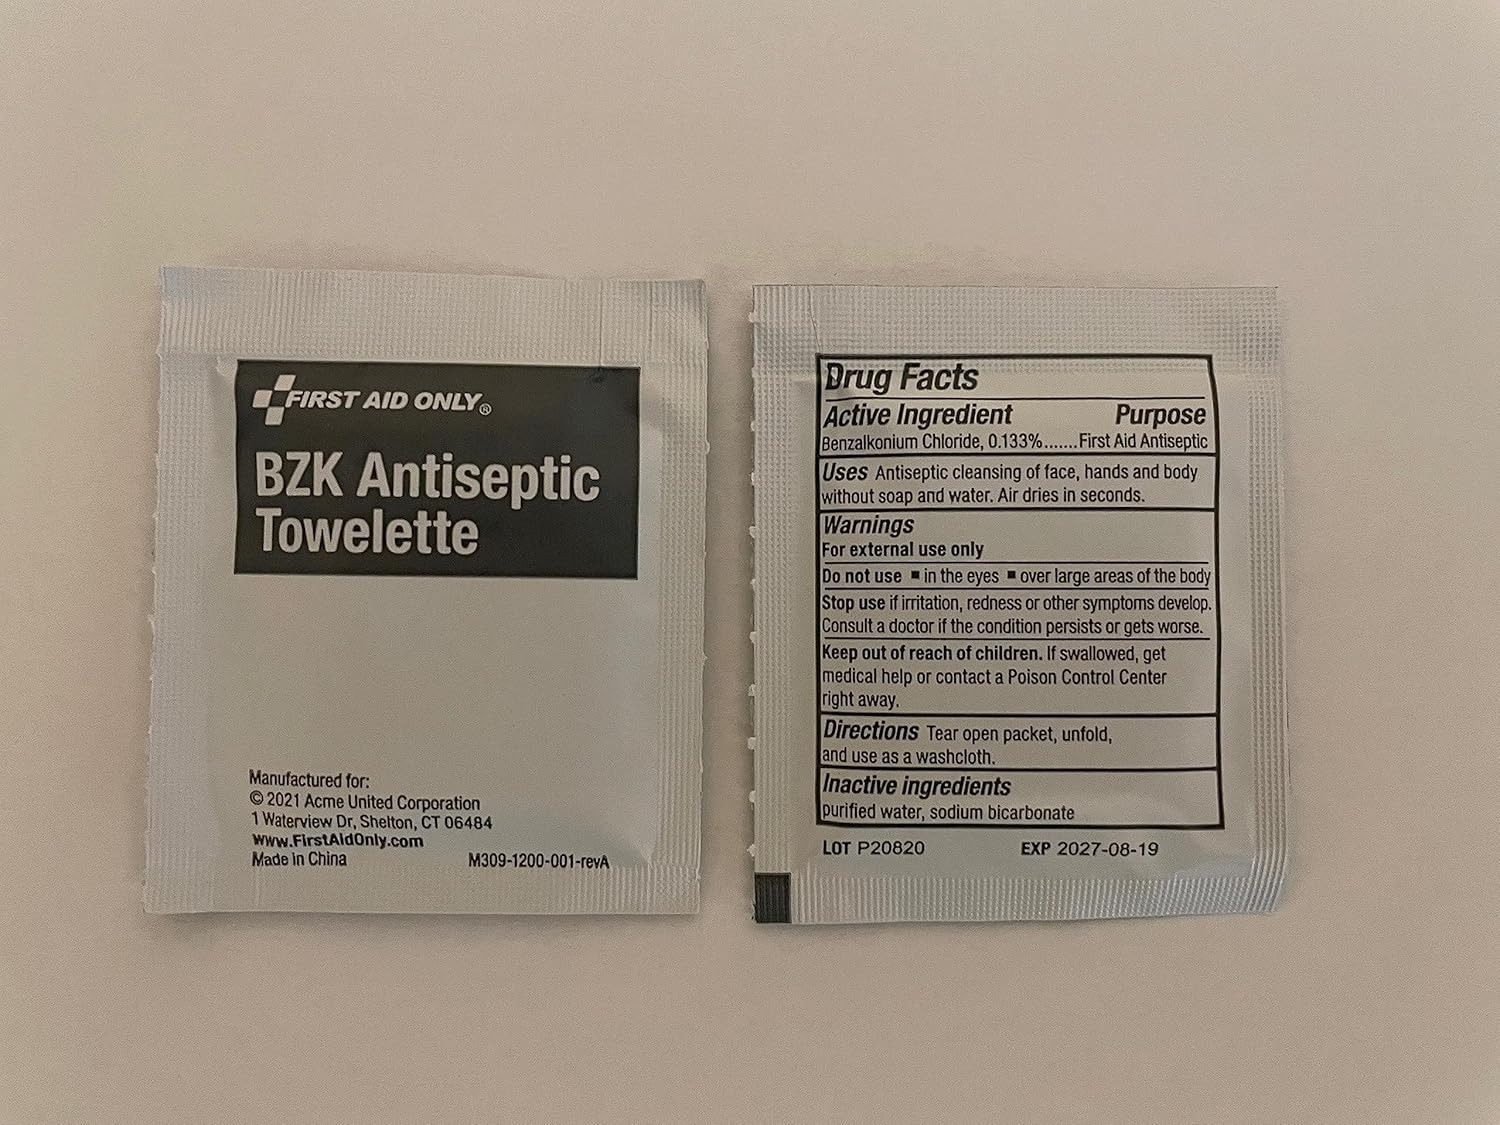 FIRST AID ONLY®
BZK Antiseptic
Towelette
Manufactured for:
© 2021 Acme United Corporation
1 Waterview Dr, Shelton, CT 06484
www.FirstAidOnly.com
Made in China M309-1200-001-revA
Drug Facts
Active Ingredient Purpose
Benzalkonium Chloride, 0.133%.......First Aid Antiseptic
Uses Antiseptic cleansing of face, hands and body
without soap and water. Air dries in seconds.
Warnings
For external use only
Do not use ▪ in the eyes ▪ over large areas of the body
Stop use if irritation, redness or other symptoms develop.
Consult a doctor if the condition persists or gets worse.
Keep out of reach of children. If swallowed, get
medical help or contact a Poison Control Center
right away.
Directions Tear open packet, unfold,
and use as a washcloth.
Inactive ingredients
purified water, sodium bicarbonate
LOT P20820 EXP 2027-08-19